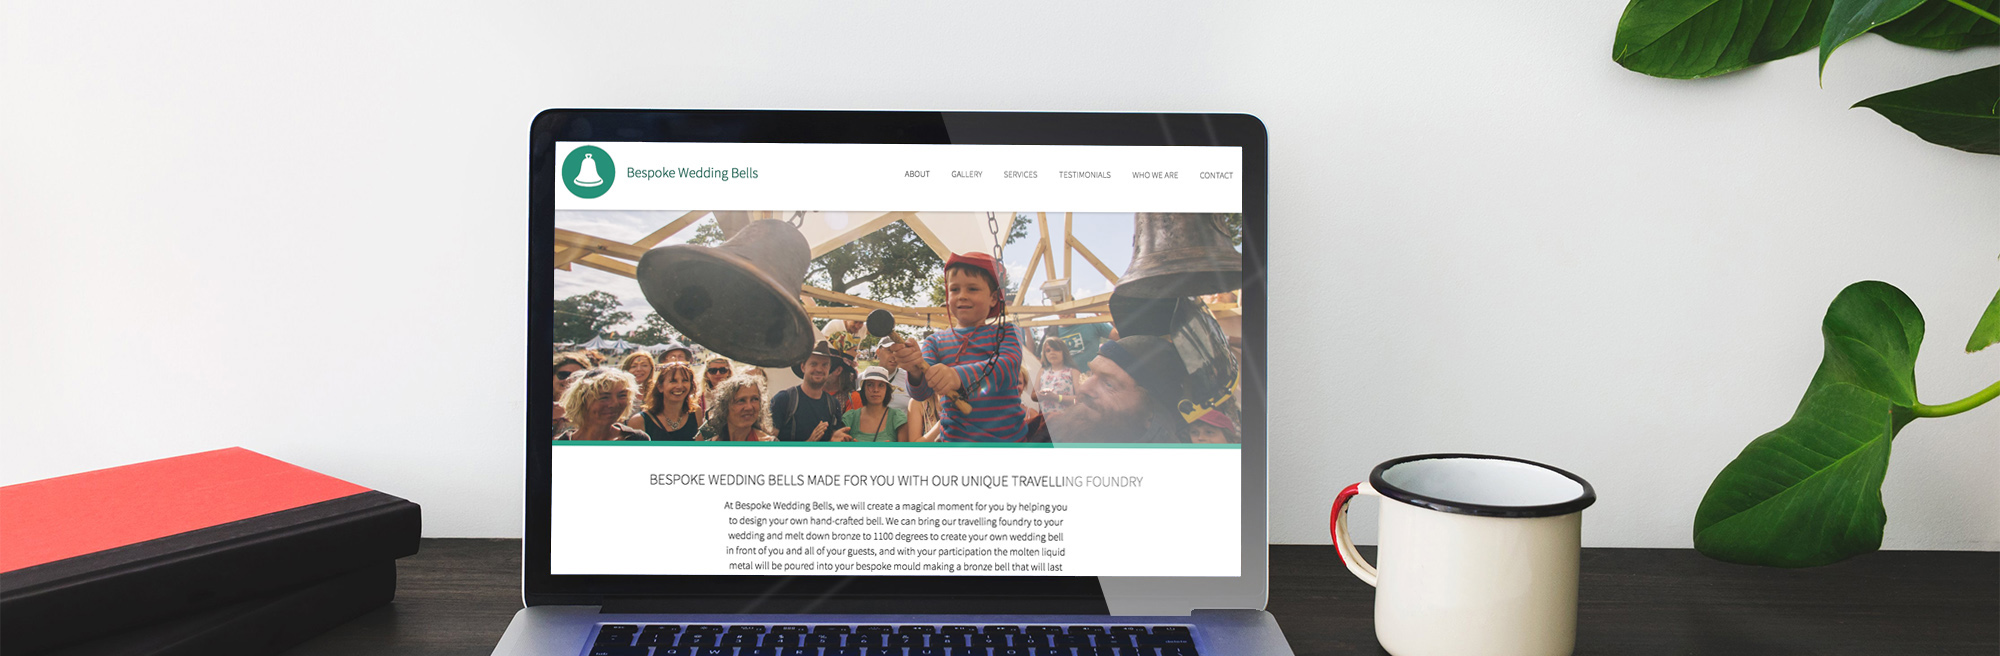 Bespoke Wedding Bells
ABOUT GALLERY SERVICES TESTIMONIALS WHO WE ARE CONTACT
BESPOKE WEDDING BELLS MADE FOR YOU WITH OUR UNIQUE TRAVELLING FOUNDRY
At Bespoke Wedding Bells, we will create a magical moment for you by helping you
to design your own hand-crafted bell. We can bring our travelling foundry to your
wedding and melt down bronze to 1100 degrees to create your own wedding bell
in front of you and all of your guests, and with your participation the molten liquid
metal will be poured into your bespoke mould making a bronze bell that will last
Q W E R T Y U I O P